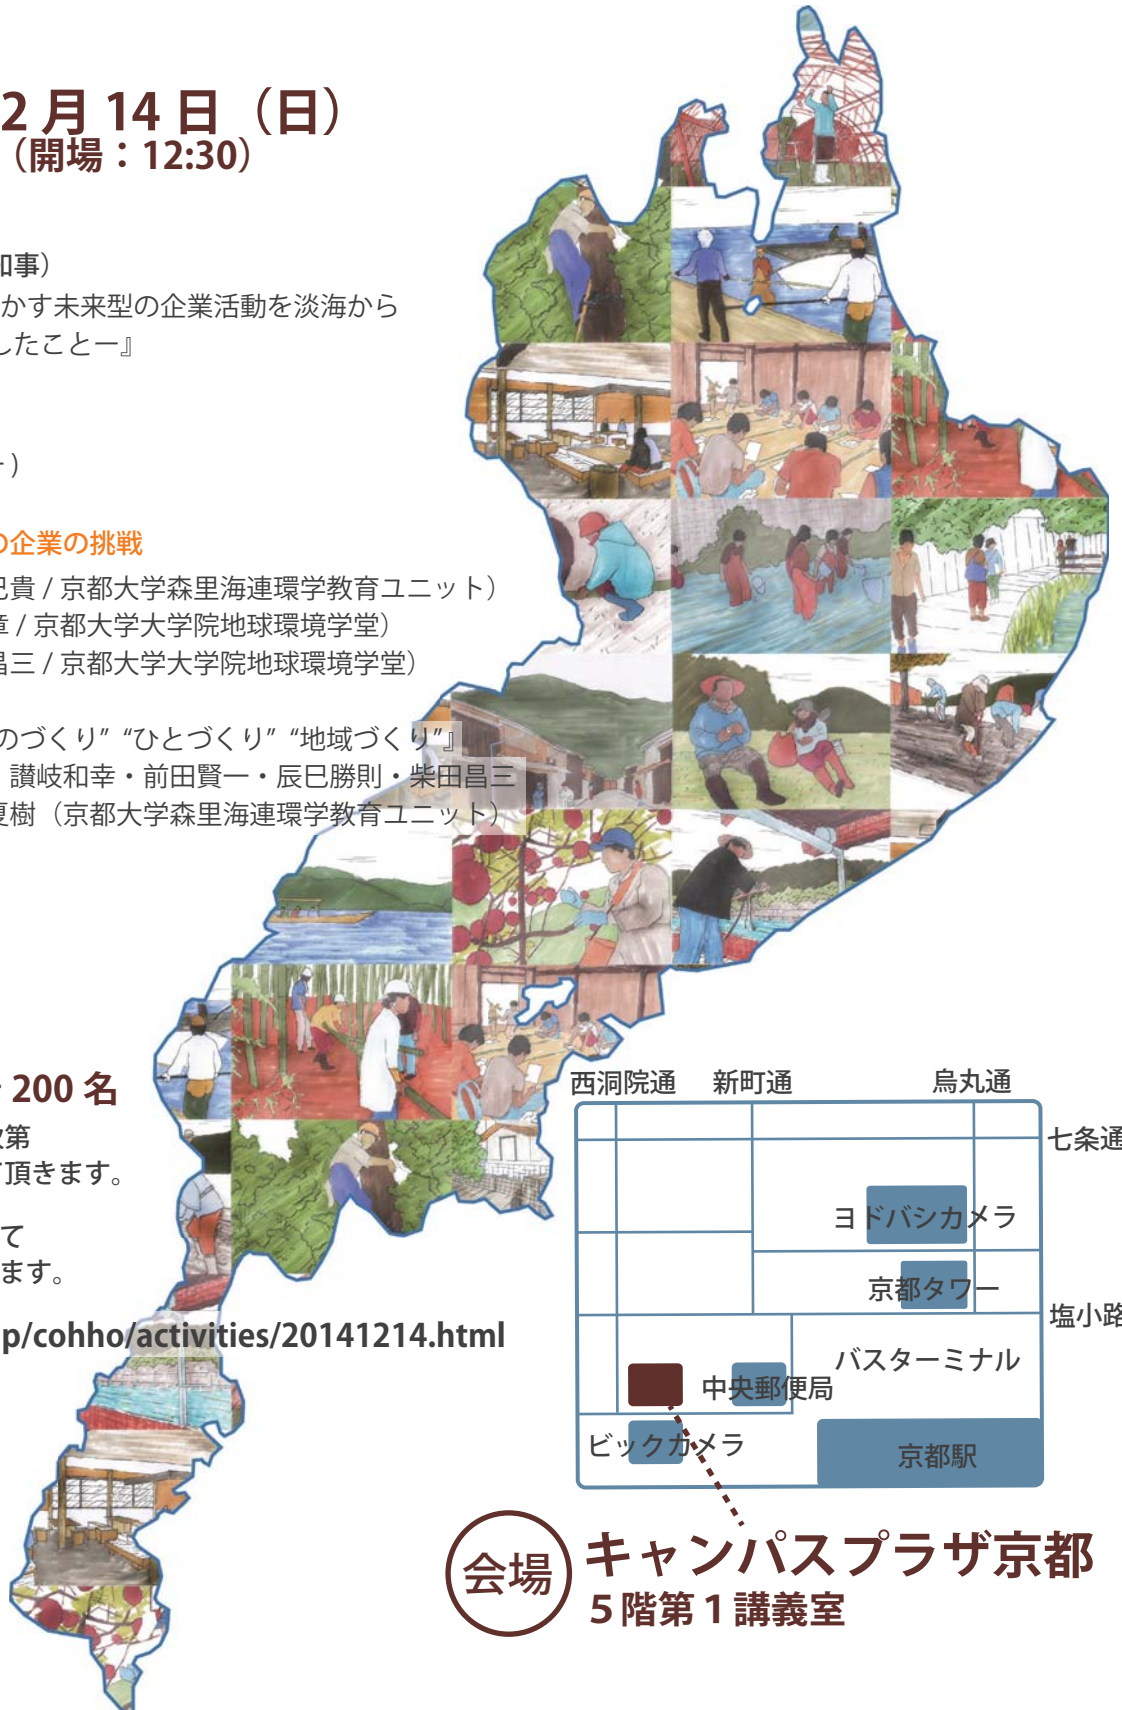 2 月 14 日（日）
（開場：12:30）
知事）
かす未来型の企業活動を淡海から
したことー』
ー )
の企業の挑戦
己貴 / 京都大学森里海連環学教育ユニット）
章 / 京都大学大学院地球環境学堂）
昌三 / 京都大学大学院地球環境学堂）
のづくり” “ひとづくり” “地域づくり”』
讃岐和幸・前田賢一・辰巳勝則・柴田昌三
夏樹（京都大学森里海連環学教育ユニット）
200 名
次第
て頂きます。
て
ます。
p/cohho/activities/20141214.html
西洞院通 新町通 烏丸通
七条通
ヨドバシカメラ
京都タワー
塩小路
バスターミナル
中央郵便局
ビックカメラ
京都駅
会場
キャンパスプラザ京都
５階第１講義室